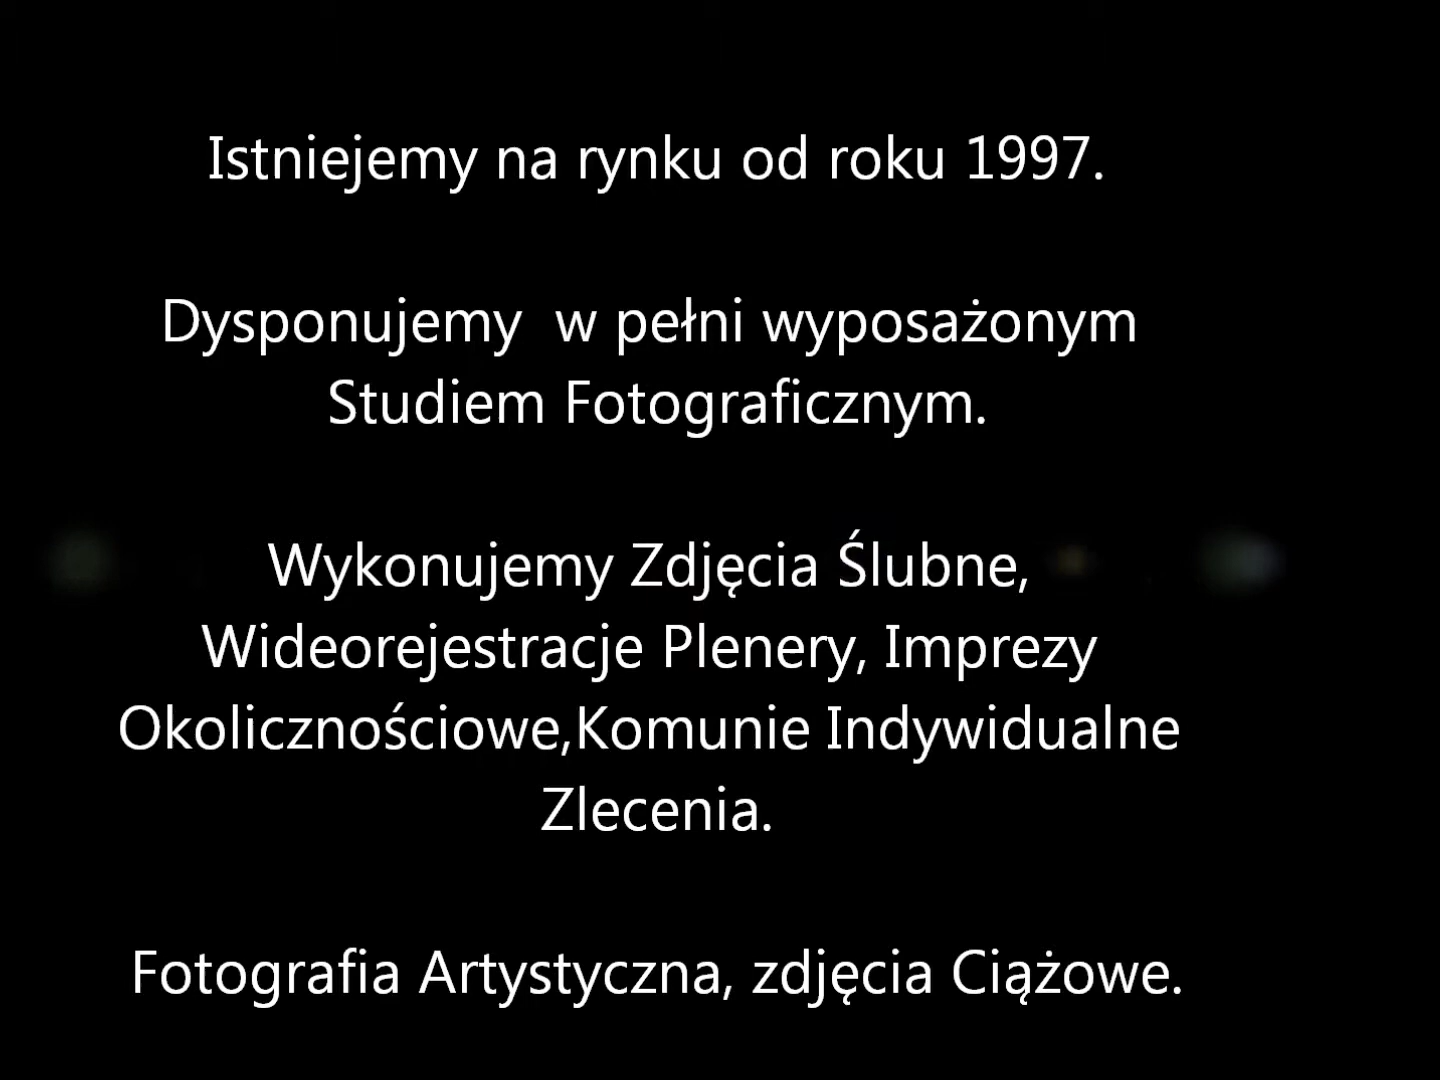 Istniejemy na rynku od roku 1997.
Dysponujemy  w pełni wyposażonym
Studiem Fotograficznym.
Wykonujemy Zdjęcia Ślubne,
Wideorejestracje Plenery, Imprezy
Okolicznościowe,Komunie Indywidualne
Zlecenia.
Fotografia Artystyczna, zdjęcia Ciążowe.